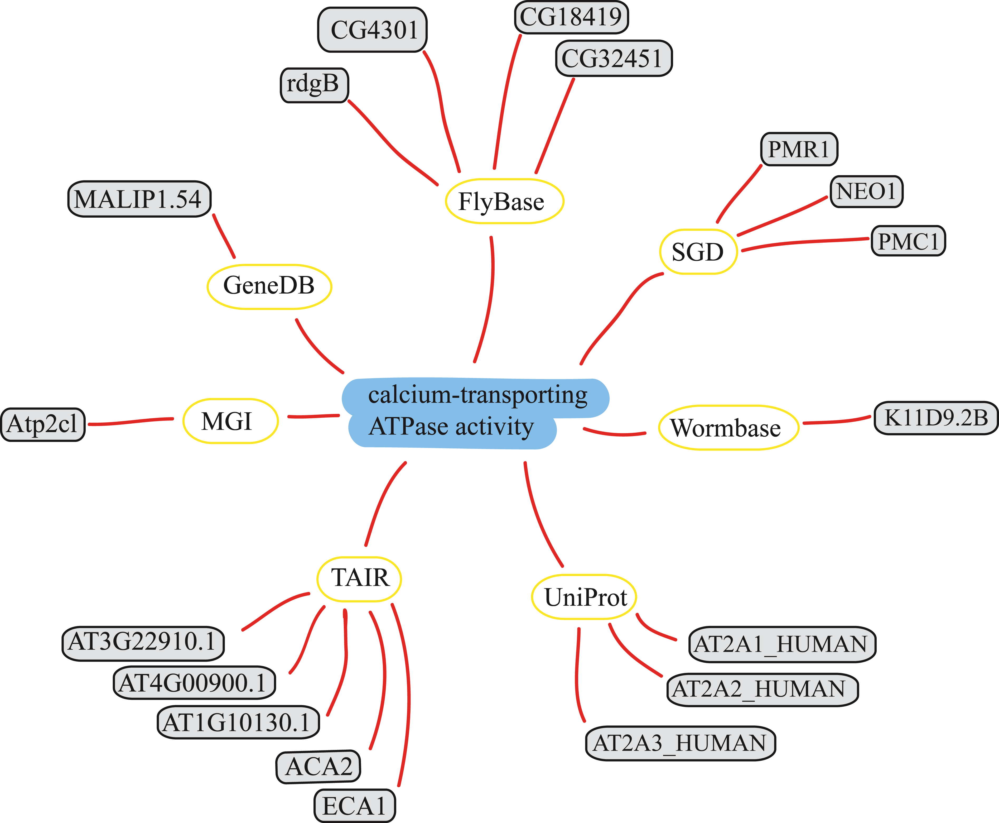 CG18419
CG4301
CG32451
rdgB
PMR1
NEO1
MALIP1.54
FlyBase
PMC1
SGD
GeneDB
calcium-transporting
ATPase activity
Atp2cl
MGI
Wormbase
K11D9.2B
TAIR
UniProt
AT3G22910.1
AT2A1_HUMAN
AT4G00900.1
AT2A2_HUMAN
AT1G10130.1
AT2A3_HUMAN
ACA2
ECA1